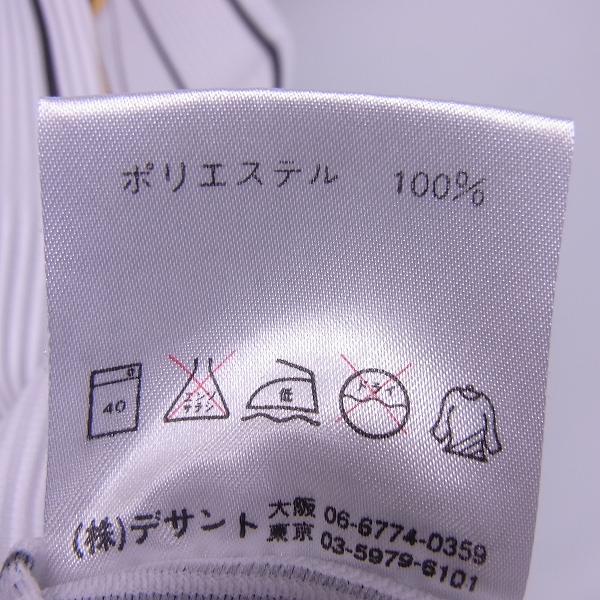 ポリエステル 100%
40 エンソ サラシ 低 ドライ
(株)デサント 大阪 06-6774-0359
東京 03-5979-6101